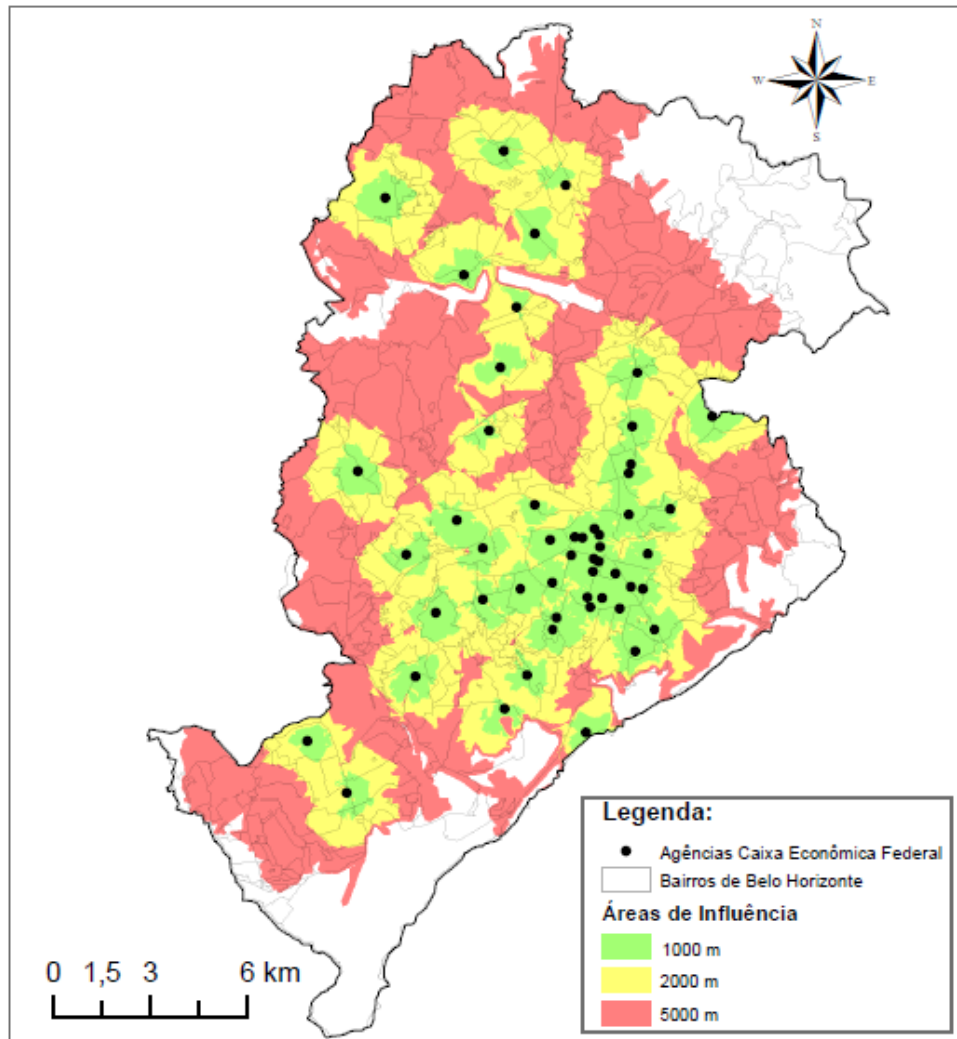 N
W E
S
Legenda:
Agências Caixa Econômica Federal
Bairros de Belo Horizonte
Áreas de Influência
1000 m
2000 m
5000 m
0 1,5 3 6 km